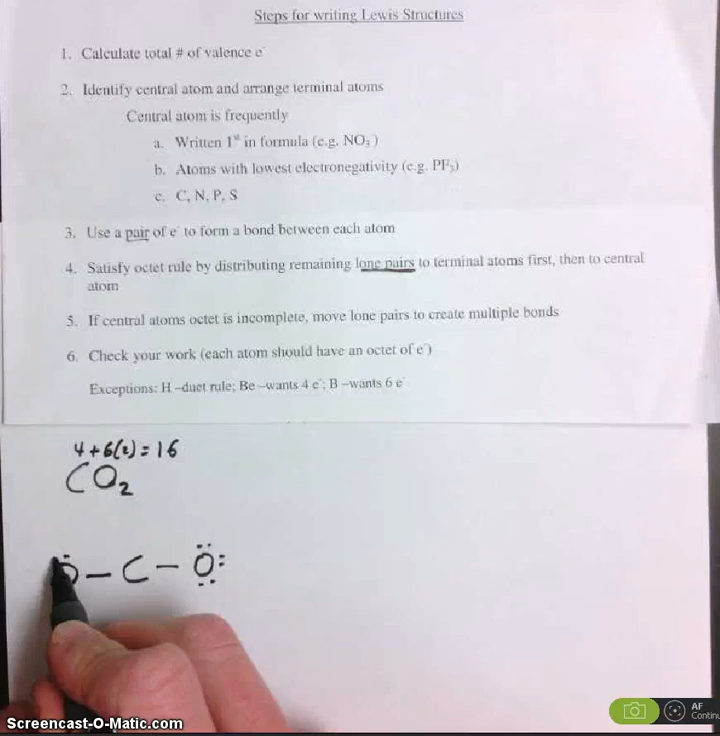 Steps for writing Lewis Structures
1. Calculate total # of valence e⁻
2. Identify central atom and arrange terminal atoms
Central atom is frequently
a. Written 1st in formula (e.g. NO₃⁻)
b. Atoms with lowest electronegativity (e.g. PF₅)
c. C, N, P, S
3. Use a pair of e⁻ to form a bond between each atom
4. Satisfy octet rule by distributing remaining lone pairs to terminal atoms first, then to central
atom
5. If central atoms octet is incomplete, move lone pairs to create multiple bonds
6. Check your work (each atom should have an octet of e⁻)
Exceptions: H –duet rule; Be –wants 4 e⁻; B –wants 6 e⁻
4+6(2)=16
CO₂
O – C – O
Screencast-O-Matic.com
AF
Continu